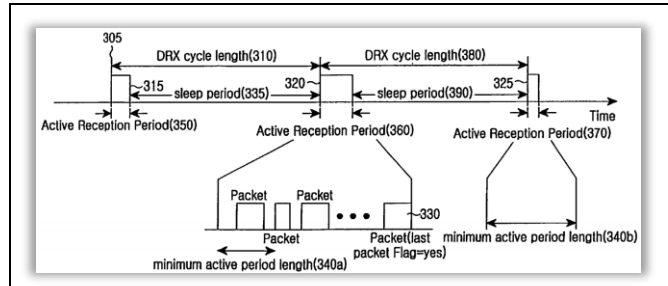 305
DRX cycle length(310)
DRX cycle length(380)
315
320
325
sleep period(335)
sleep period(390)
Time
Active Reception Period(350)
Active Reception Period(360)
Active Reception Period(370)
Packet
Packet
330
Packet
Packet(last
packet Flag=yes)
minimum active period length(340a)
minimum active period length(340b)